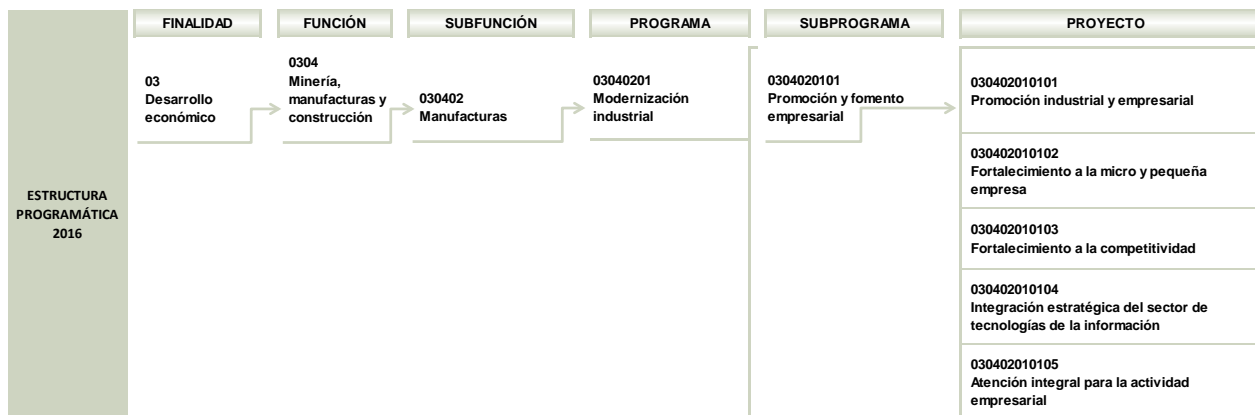 FINALIDAD
FUNCIÓN
SUBFUNCIÓN
PROGRAMA
SUBPROGRAMA
PROYECTO
ESTRUCTURA
PROGRAMÁTICA
2016
03
Desarrollo
económico
0304
Minería,
manufacturas y
construcción
030402
Manufacturas
03040201
Modernización
industrial
0304020101
Promoción y fomento
empresarial
030402010101
Promoción industrial y empresarial
030402010102
Fortalecimiento a la micro y pequeña
empresa
030402010103
Fortalecimiento a la competitividad
030402010104
Integración estratégica del sector de
tecnologías de la información
030402010105
Atención integral para la actividad
empresarial